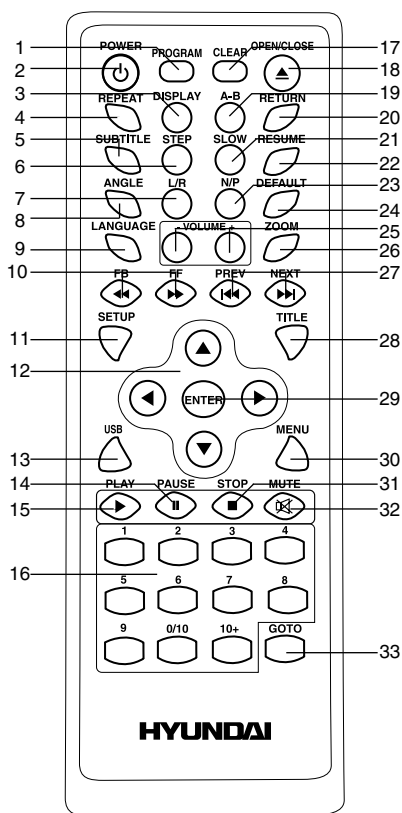 POWER PROGRAM CLEAR OPEN/CLOSE
1 17
2 18
3 19
REPEAT DISPLAY A-B RETURN
4 20
5 21
SUBTITLE STEP SLOW RESUME
6 22
ANGLE L/R N/P DEFAULT
7 23
8 24
LANGUAGE - VOLUME + ZOOM
25
9 26
10 27
FB FF PREV NEXT
SETUP TITLE
11 28
12
ENTER 29
USB MENU
13 30
14 31
PLAY PAUSE STOP MUTE
15 32
1 2 3 4
16
5 6 7 8
9 0/10 10+ GOTO
33
HYUNDAI